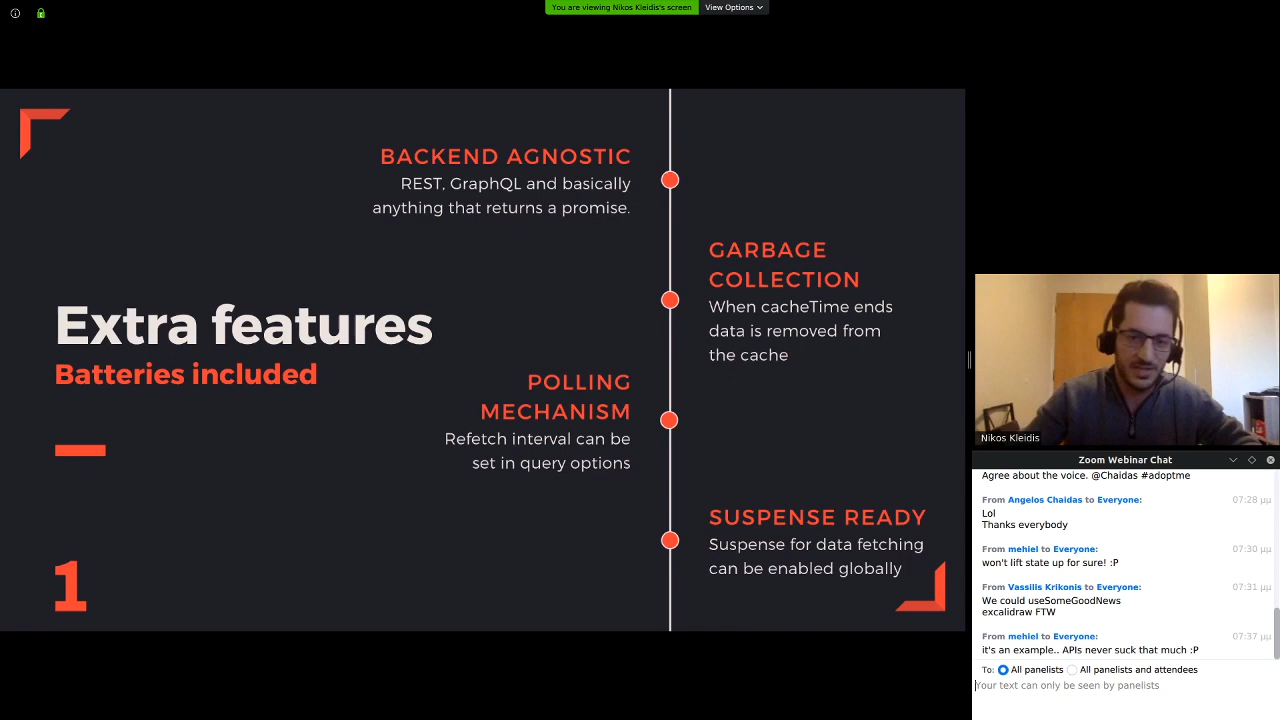 You are viewing Nikos Kleidis's screen
View Options
BACKEND AGNOSTIC
REST, GraphQL and basically
anything that returns a promise.
GARBAGE
COLLECTION
When cacheTime ends
data is removed from
the cache
Extra features
Batteries included
POLLING
MECHANISM
Refetch interval can be
set in query options
SUSPENSE READY
Suspense for data fetching
can be enabled globally
1
Nikos Kleidis
Zoom Webinar Chat
Agree about the voice. @Chaidas #adoptme
From Angelos Chaidas to Everyone: 07:28 μμ
Lol
Thanks everybody
From mehiel to Everyone: 07:30 μμ
won't lift state up for sure! :P
From Vassilis Krikonis to Everyone: 07:31 μμ
We could useSomeGoodNews
excalidraw FTW
From mehiel to Everyone: 07:37 μμ
it's an example.. APIs never suck that much :P
To: All panelists All panelists and attendees
Your text can only be seen by panelists